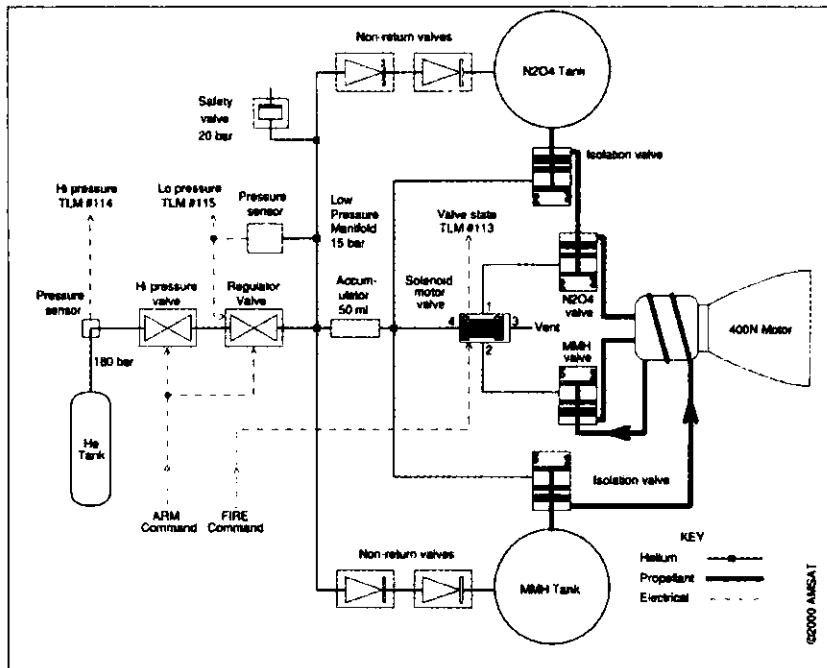 Non-return valves
N2O4 Tank
Safety
valve
20 bar
Isolation valve
Hi pressure
TLM #114
Lo pressure
TLM #115
Pressure
sensor
Low
Pressure
Manifold
15 bar
Valve state
TLM #113
Pressure
sensor
Hi pressure
valve
Regulator
Valve
Accum-
ulator
50 ml
Solenoid
motor
valve
1
4
3
2
Vent
N2O4
valve
MMH
valve
400N Motor
180 bar
He
Tank
ARM
Command
FIRE
Command
Isolation valve
Non-return valves
MMH Tank
KEY
Helium
Propellant
Electrical
©2000 AMSAT